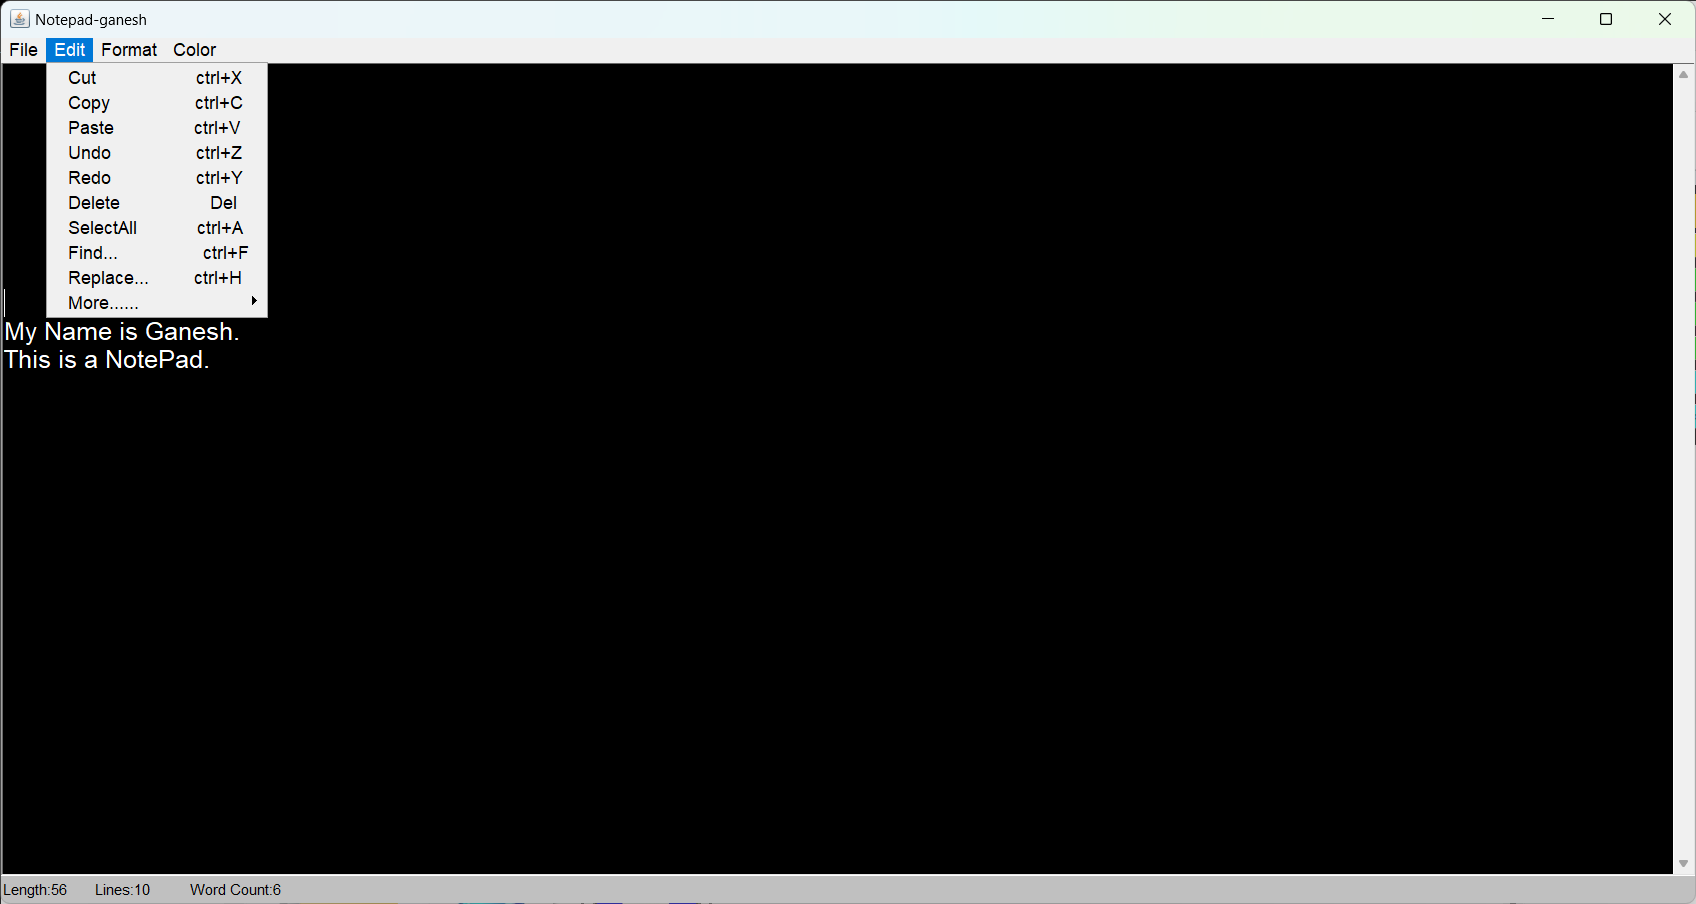 Notepad-ganesh
File Edit Format Color
Cut ctrl+X
Copy ctrl+C
Paste ctrl+V
Undo ctrl+Z
Redo ctrl+Y
Delete Del
SelectAll ctrl+A
Find... ctrl+F
Replace... ctrl+H
More......
My Name is Ganesh.
This is a NotePad.
Length:56 Lines:10 Word Count:6